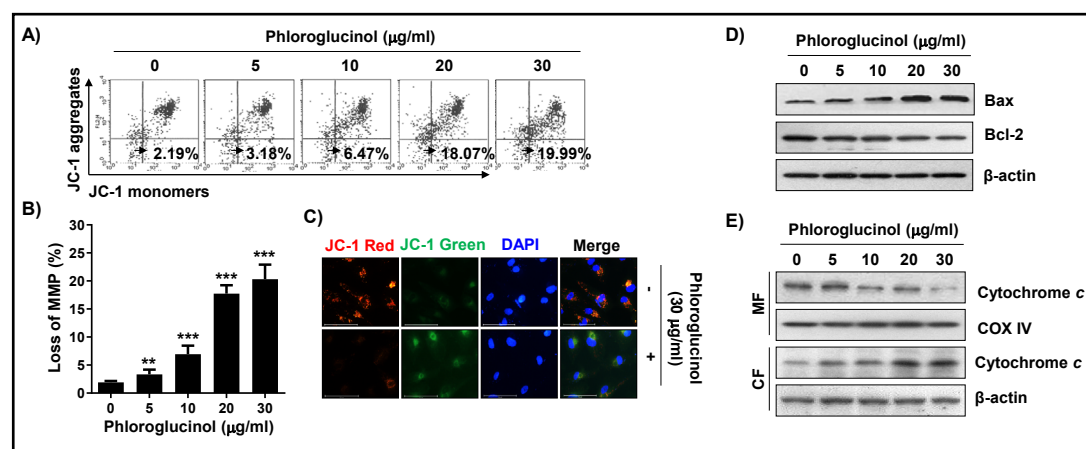 A)
Phloroglucinol (µg/ml)
0 5 10 20 30
JC-1 aggregates
2.19% 3.18% 6.47% 18.07% 19.99%
JC-1 monomers
B)
Loss of MMP (%)
30
25
20
15
10
5
0
** *** *** ***
0 5 10 20 30
Phloroglucinol (µg/ml)
C)
JC-1 Red JC-1 Green DAPI Merge
-
+
Phloroglucinol
(30 µg/ml)
D)
Phloroglucinol (µg/ml)
0 5 10 20 30
Bax
Bcl-2
β-actin
E)
Phloroglucinol (µg/ml)
0 5 10 20 30
MF
Cytochrome c
COX IV
CF
Cytochrome c
β-actin